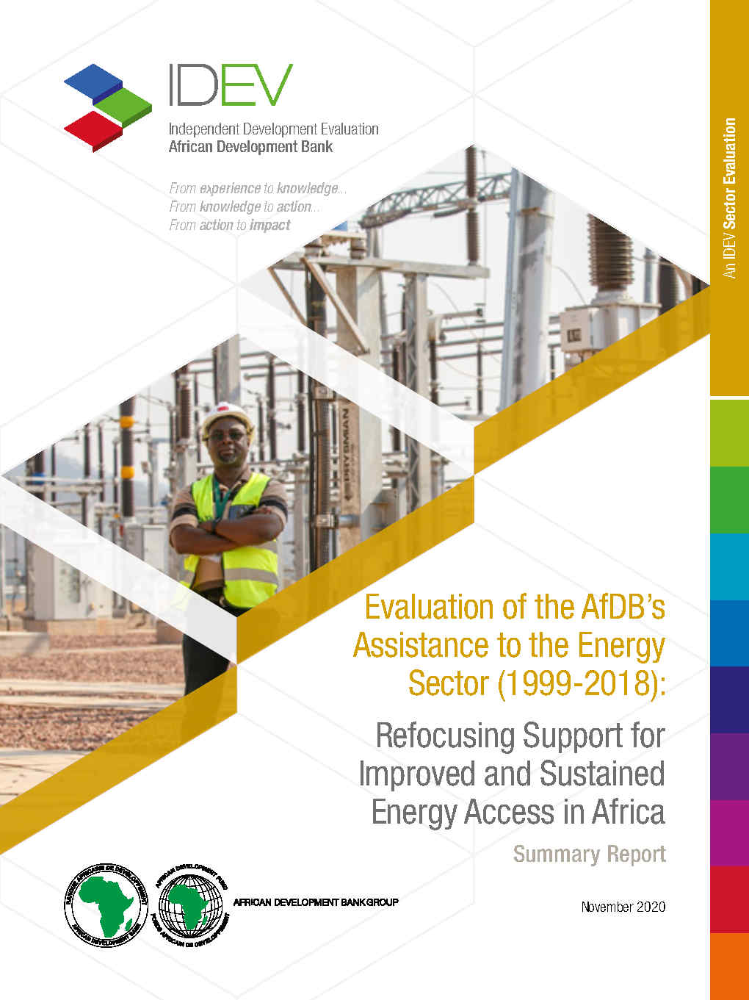 IDEV
Independent Development Evaluation
African Development Bank
From experience to knowledge...
From knowledge to action...
From action to impact
An IDEV Sector Evaluation
PRYSMIAN
Evaluation of the AfDB’s
Assistance to the Energy
Sector (1999-2018):
Refocusing Support for
Improved and Sustained
Energy Access in Africa
Summary Report
BANQUE AFRICAINE DE DEVELOPPEMENT
AFRICAN DEVELOPMENT BANK
AFRICAN DEVELOPMENT FUND
FONDS AFRICAIN DE DEVELOPPEMENT
AFRICAN DEVELOPMENT BANK GROUP
November 2020